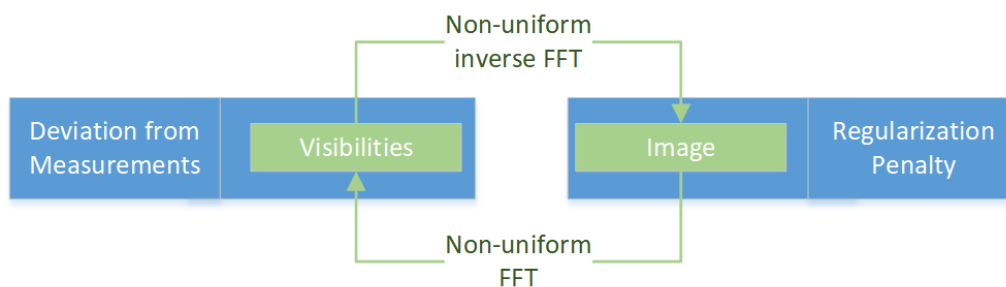 Non-uniform
inverse FFT
Deviation from
Measurements
Visibilities
Image
Regularization
Penalty
Non-uniform
FFT